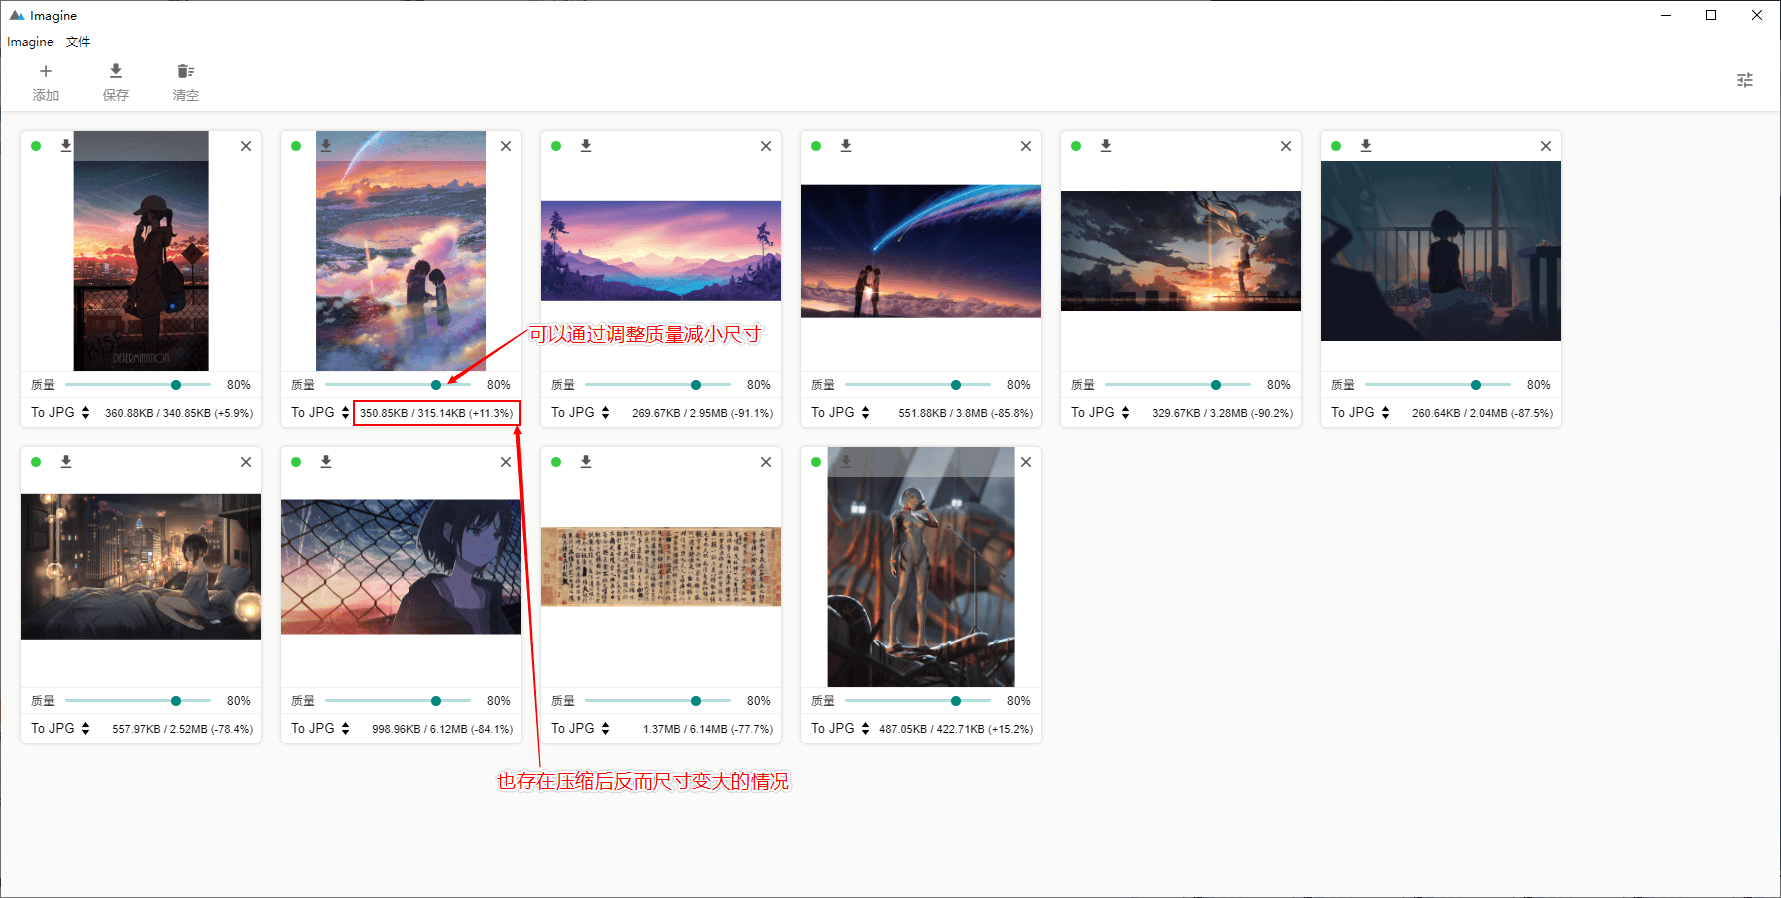 Imagine
Imagine 文件
添加 保存 清空
DETERMINATION
可以通过调整质量减小尺寸
质量 80% 质量 80% 质量 80% 质量 80% 质量 80% 质量 80%
To JPG 360.88KB / 340.85KB (+5.9%) To JPG 350.85KB / 315.14KB (+11.3%) To JPG 269.67KB / 2.95MB (-91.1%) To JPG 551.88KB / 3.8MB (-85.8%) To JPG 329.67KB / 3.28MB (-90.2%) To JPG 260.64KB / 2.04MB (-87.5%)
质量 80% 质量 80% 质量 80% 质量 80%
To JPG 557.97KB / 2.52MB (-78.4%) To JPG 998.96KB / 6.12MB (-84.1%) To JPG 1.37MB / 6.14MB (-77.7%) To JPG 487.05KB / 422.71KB (+15.2%)
也存在压缩后反而尺寸变大的情况